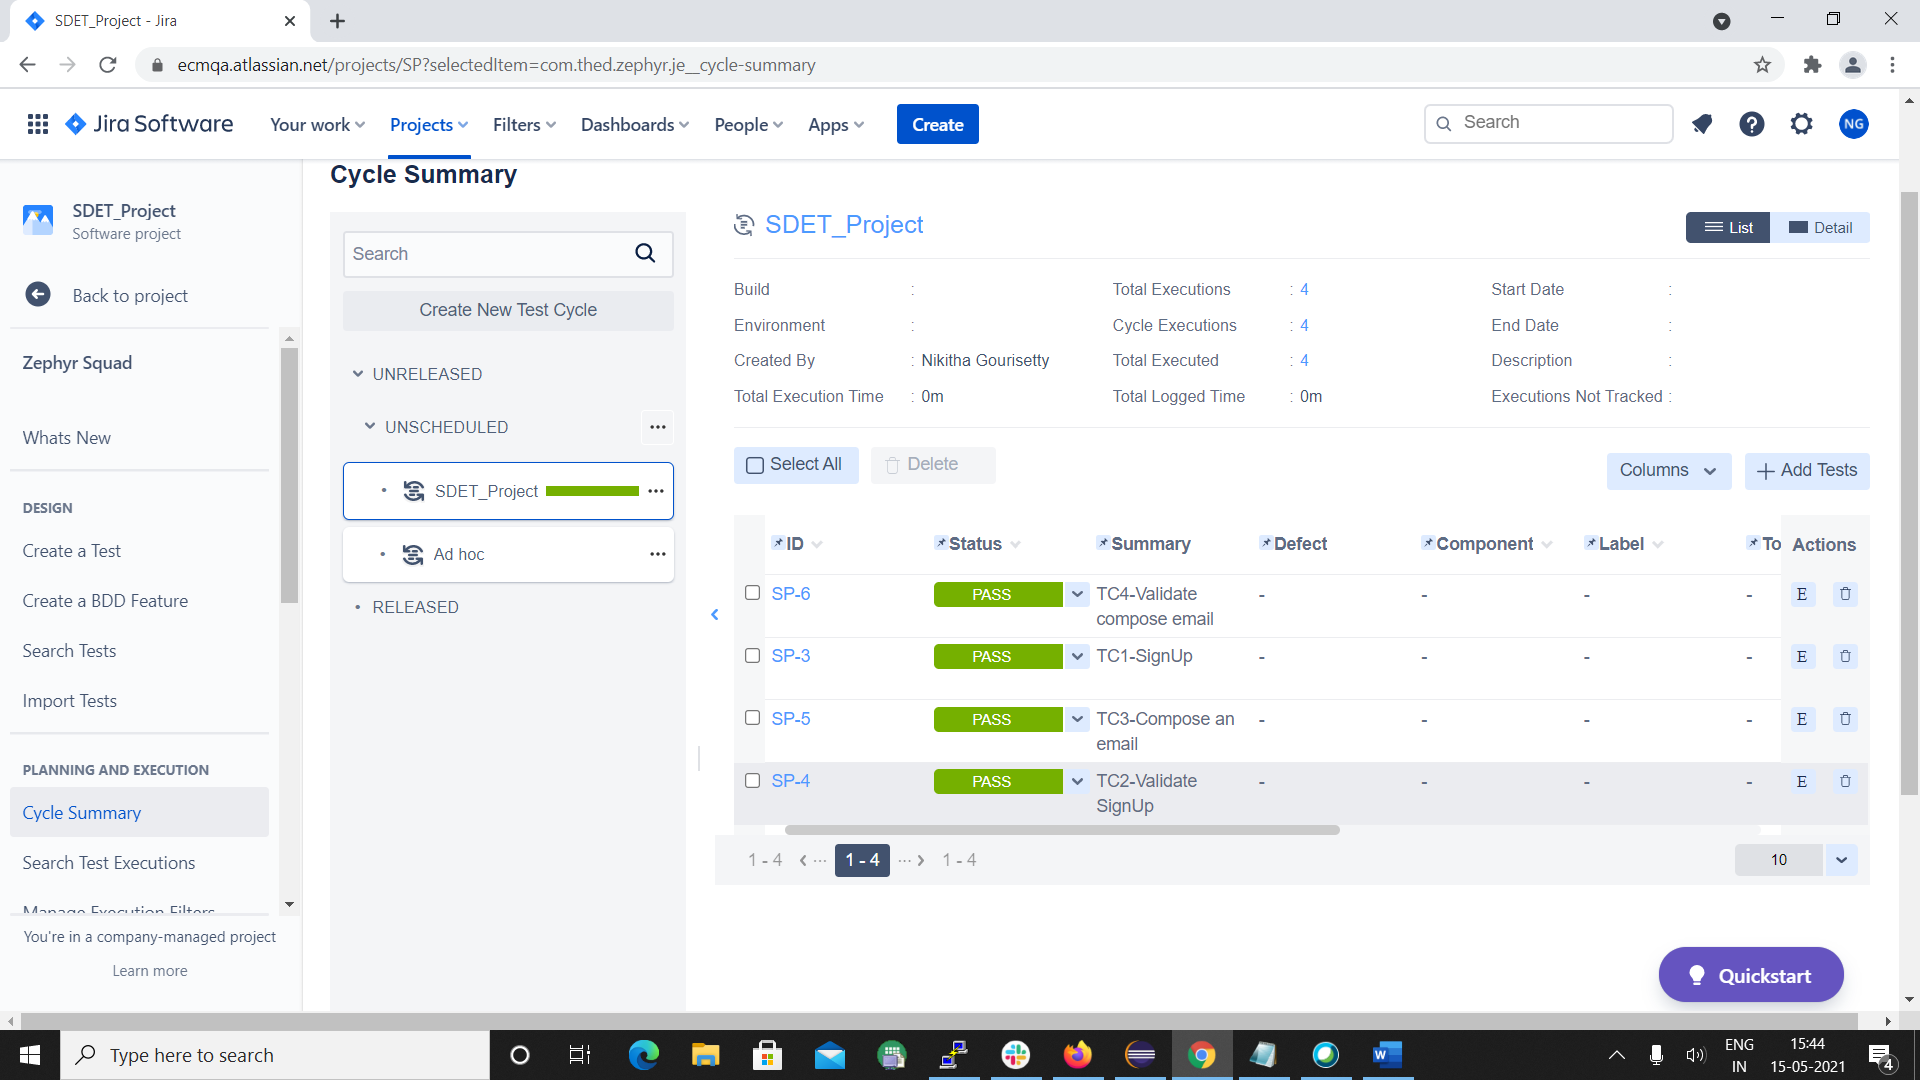 SDET_Project - Jira
ecmqa.atlassian.net/projects/SP?selectedItem=com.thed.zephyr.je__cycle-summary
Jira Software
Your work
Projects
Filters
Dashboards
People
Apps
Create
Search
NG
SDET_Project
Software project
Back to project
Zephyr Squad
Whats New
DESIGN
Create a Test
Create a BDD Feature
Search Tests
Import Tests
PLANNING AND EXECUTION
Cycle Summary
Search Test Executions
Manage Execution Filters
You're in a company-managed project
Learn more
Cycle Summary
Search
Create New Test Cycle
UNRELEASED
UNSCHEDULED
SDET_Project
Ad hoc
RELEASED
SDET_Project
List
Detail
Build :
Total Executions : 4
Start Date :
Environment :
Cycle Executions : 4
End Date :
Created By : Nikitha Gourisetty
Total Executed : 4
Description :
Total Execution Time : 0m
Total Logged Time : 0m
Executions Not Tracked :
Select All
Delete
Columns
Add Tests
ID Status Summary Defect Component Label To Actions
SP-6 PASS TC4-Validate compose email - - - - E
SP-3 PASS TC1-SignUp - - - - E
SP-5 PASS TC3-Compose an email - - - - E
SP-4 PASS TC2-Validate SignUp - - - - E
1 - 4 ‹ ··· 1 - 4 ··· › 1 - 4
10
Quickstart
Type here to search
ENG
IN
15:44
15-05-2021
4